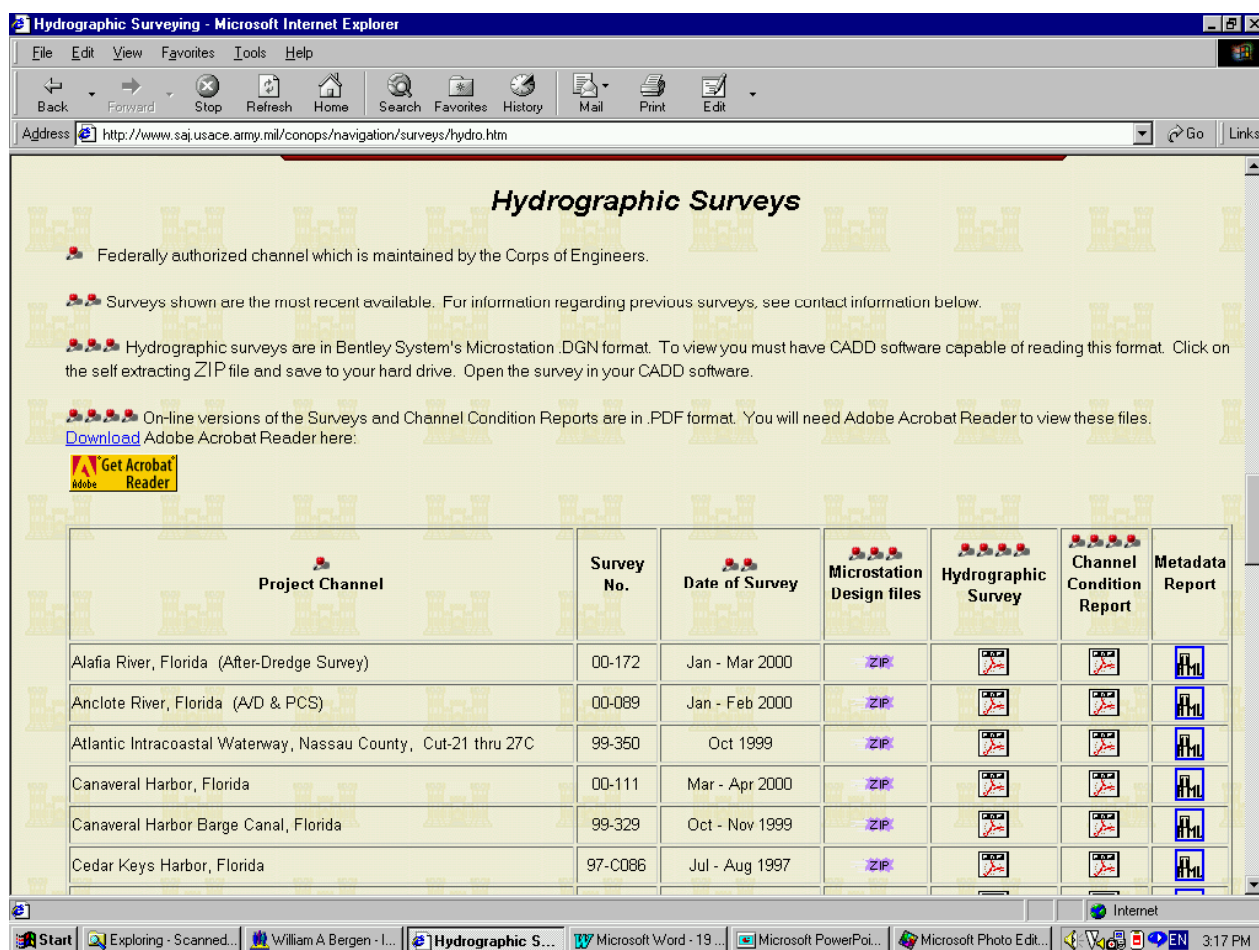 Hydrographic Surveying - Microsoft Internet Explorer
File Edit View Favorites Tools Help
Back Forward Stop Refresh Home Search Favorites History Mail Print Edit
Address http://www.saj.usace.army.mil/conops/navigation/surveys/hydro.htm Go Links
Hydrographic Surveys
Federally authorized channel which is maintained by the Corps of Engineers.
Surveys shown are the most recent available. For information regarding previous surveys, see contact information below.
Hydrographic surveys are in Bentley System's Microstation .DGN format. To view you must have CADD software capable of reading this format. Click on
the self extracting ZIP file and save to your hard drive. Open the survey in your CADD software.
On-line versions of the Surveys and Channel Condition Reports are in .PDF format. You will need Adobe Acrobat Reader to view these files.
Download Adobe Acrobat Reader here:
Get Acrobat
Adobe Reader
Project Channel
Survey
No.
Date of Survey
Microstation
Design files
Hydrographic
Survey
Channel
Condition
Report
Metadata
Report
Alafia River, Florida (After-Dredge Survey) 00-172 Jan - Mar 2000 ZIP
Anclote River, Florida (A/D & PCS) 00-089 Jan - Feb 2000 ZIP
Atlantic Intracoastal Waterway, Nassau County, Cut-21 thru 27C 99-350 Oct 1999 ZIP
Canaveral Harbor, Florida 00-111 Mar - Apr 2000 ZIP
Canaveral Harbor Barge Canal, Florida 99-329 Oct - Nov 1999 ZIP
Cedar Keys Harbor, Florida 97-C086 Jul - Aug 1997 ZIP
Internet
Start Exploring - Scanned... William A Bergen - I... Hydrographic S... Microsoft Word - 19 ... Microsoft PowerPoi... Microsoft Photo Edit... EN 3:17 PM